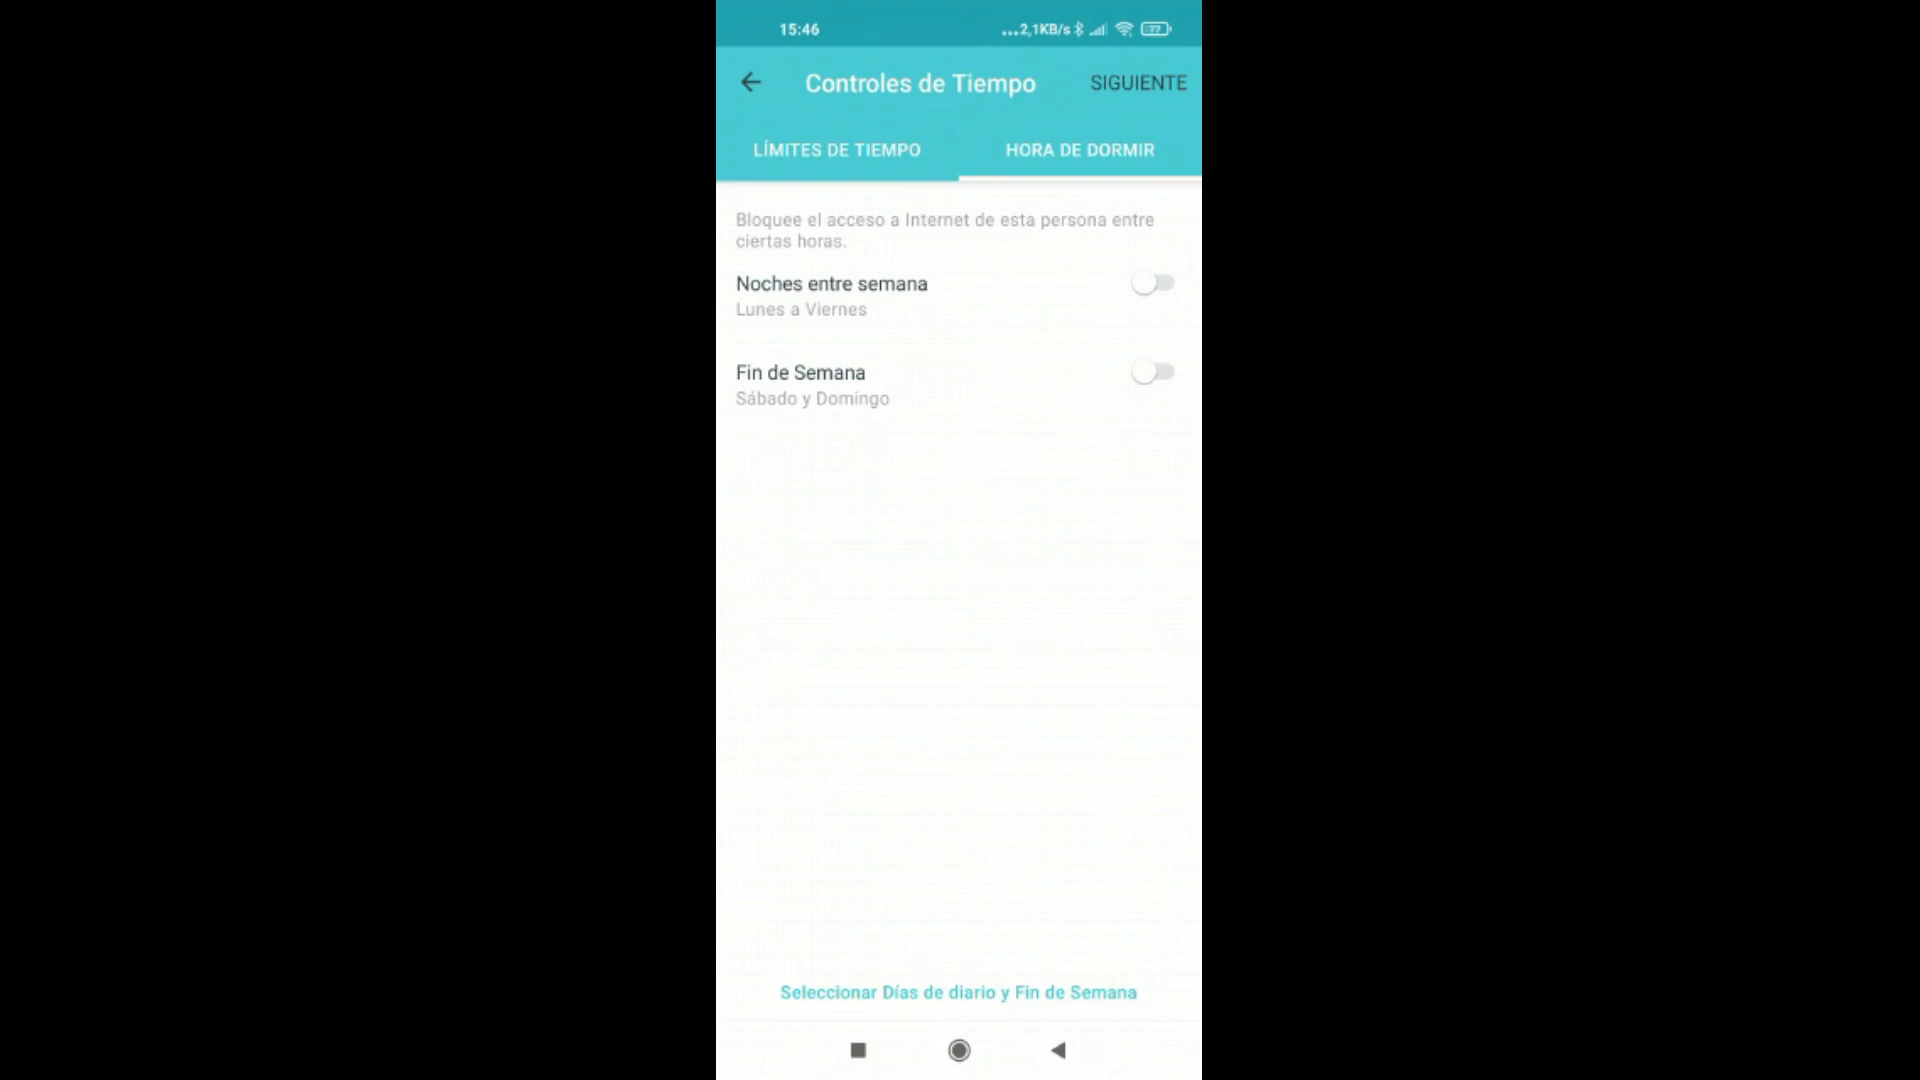 15:46
...2,1KB/s 77
Controles de Tiempo
SIGUIENTE
LÍMITES DE TIEMPO
HORA DE DORMIR
Bloquee el acceso a Internet de esta persona entre
ciertas horas.
Noches entre semana
Lunes a Viernes
Fin de Semana
Sábado y Domingo
Seleccionar Días de diario y Fin de Semana